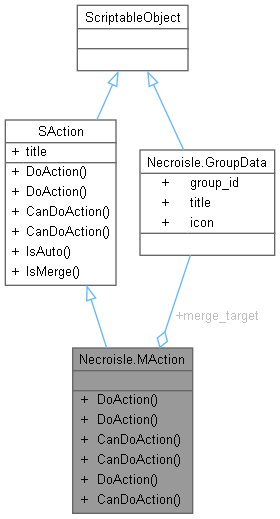 ScriptableObject
SAction
+ title
+ DoAction()
+ DoAction()
+ CanDoAction()
+ CanDoAction()
+ IsAuto()
+ IsMerge()
Necroisle.GroupData
+ group_id
+ title
+ icon
+merge_target
Necroisle.MAction
+ DoAction()
+ DoAction()
+ CanDoAction()
+ CanDoAction()
+ DoAction()
+ CanDoAction()